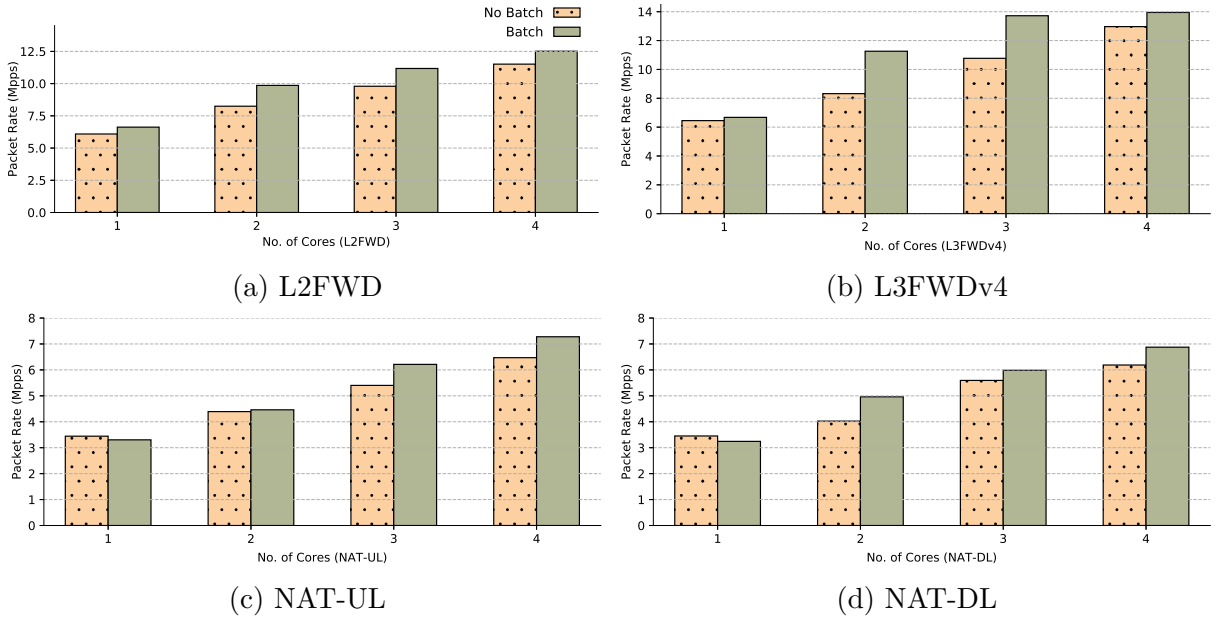 No Batch
Batch
Packet Rate (Mpps)
12.5
10.0
7.5
5.0
2.5
0.0
1 2 3 4
No. of Cores (L2FWD)
(a) L2FWD
Packet Rate (Mpps)
14
12
10
8
6
4
2
0
1 2 3 4
No. of Cores (L3FWDv4)
(b) L3FWDv4
Packet Rate (Mpps)
8
7
6
5
4
3
2
1
0
1 2 3 4
No. of Cores (NAT-UL)
(c) NAT-UL
Packet Rate (Mpps)
8
7
6
5
4
3
2
1
0
1 2 3 4
No. of Cores (NAT-DL)
(d) NAT-DL